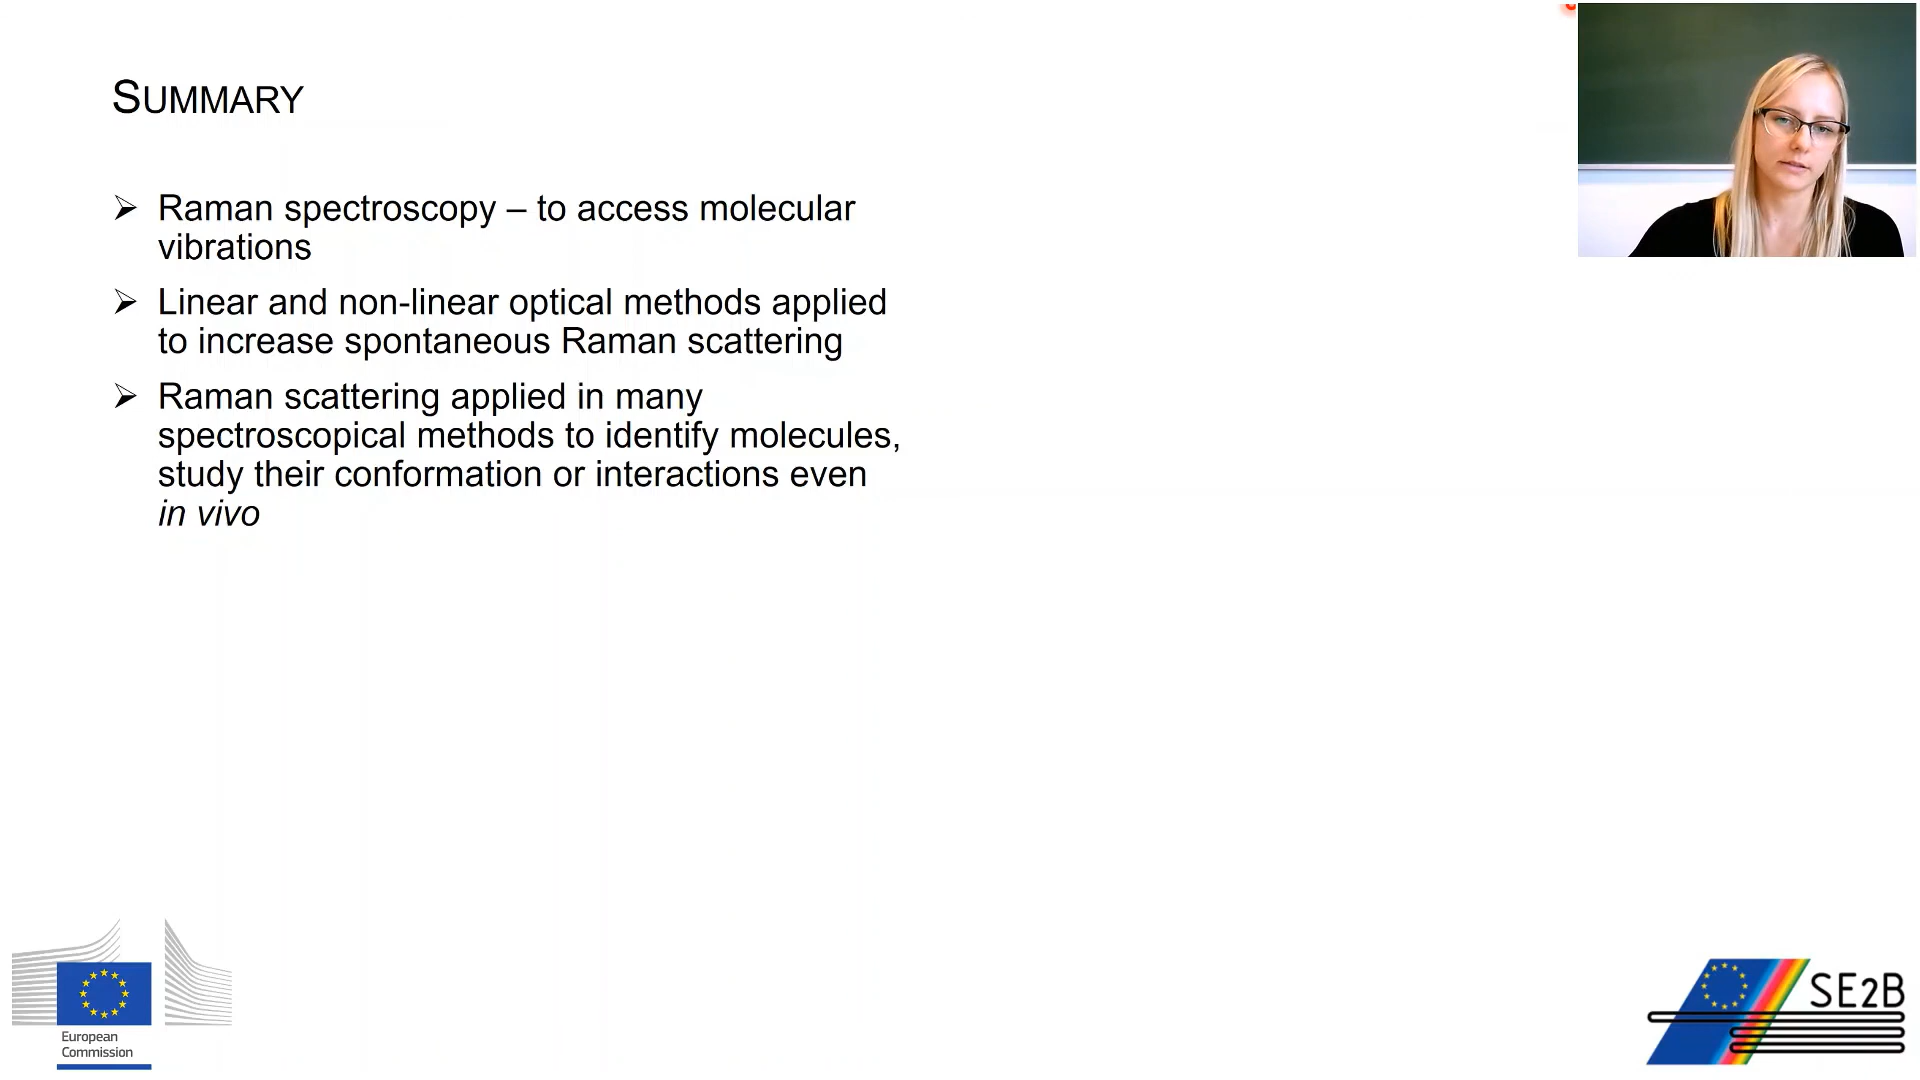 SUMMARY
➢ Raman spectroscopy – to access molecular
vibrations
➢ Linear and non-linear optical methods applied
to increase spontaneous Raman scattering
➢ Raman scattering applied in many
spectroscopical methods to identify molecules,
study their conformation or interactions even
in vivo
European
Commission
SE2B